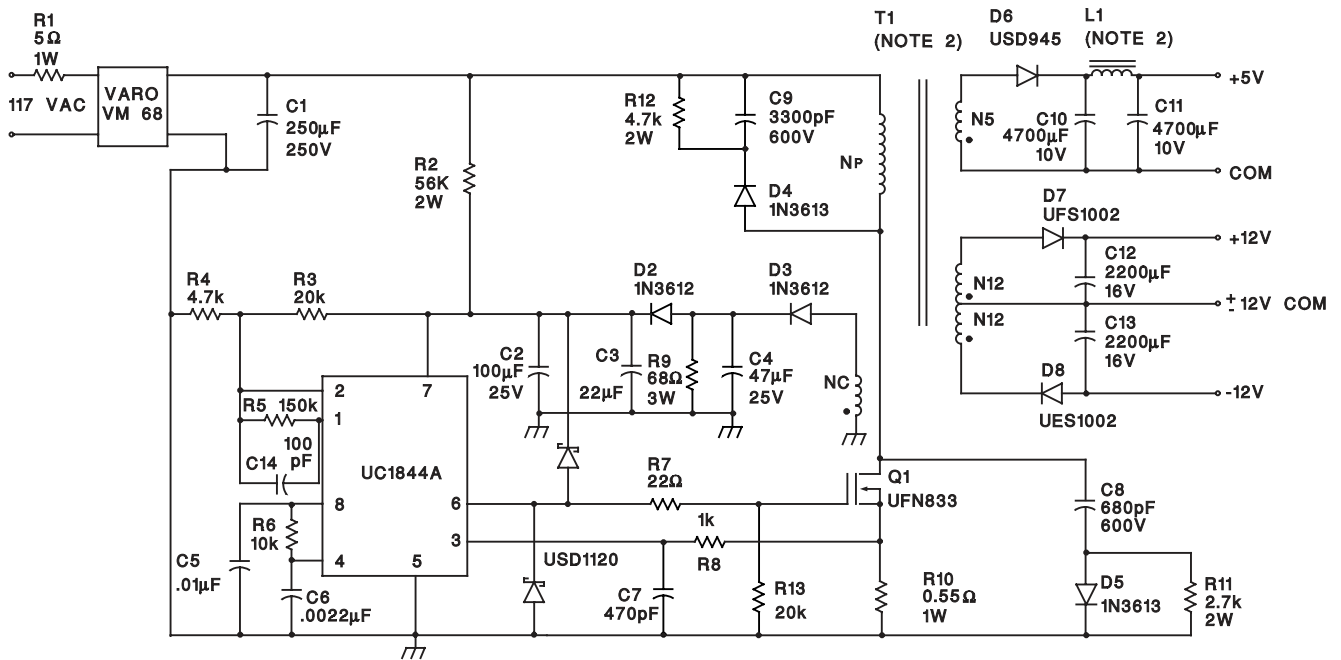 R1
5Ω
1W
117 VAC
VARO
VM 68
C1
250µF
250V
R2
56K
2W
R12
4.7k
2W
C9
3300pF
600V
D4
1N3613
NP
T1
(NOTE 2)
D6
USD945
L1
(NOTE 2)
+5V
N5
C10
4700µF
10V
C11
4700µF
10V
COM
D7
UFS1002
+12V
N12
N12
C12
2200µF
16V
+
- 12V COM
C13
2200µF
16V
D8
UES1002
-12V
R4
4.7k
R3
20k
D2
1N3612
D3
1N3612
C2
100µF
25V
C3
22µF
R9
68Ω
3W
C4
47µF
25V
NC
2
7
R5 150k
1
C14
100
pF
UC1844A
8
6
R6
10k
3
4
5
C5
.01µF
C6
.0022µF
USD1120
R7
22Ω
1k
R8
C7
470pF
R13
20k
Q1
UFN833
R10
0.55Ω
1W
C8
680pF
600V
D5
1N3613
R11
2.7k
2W